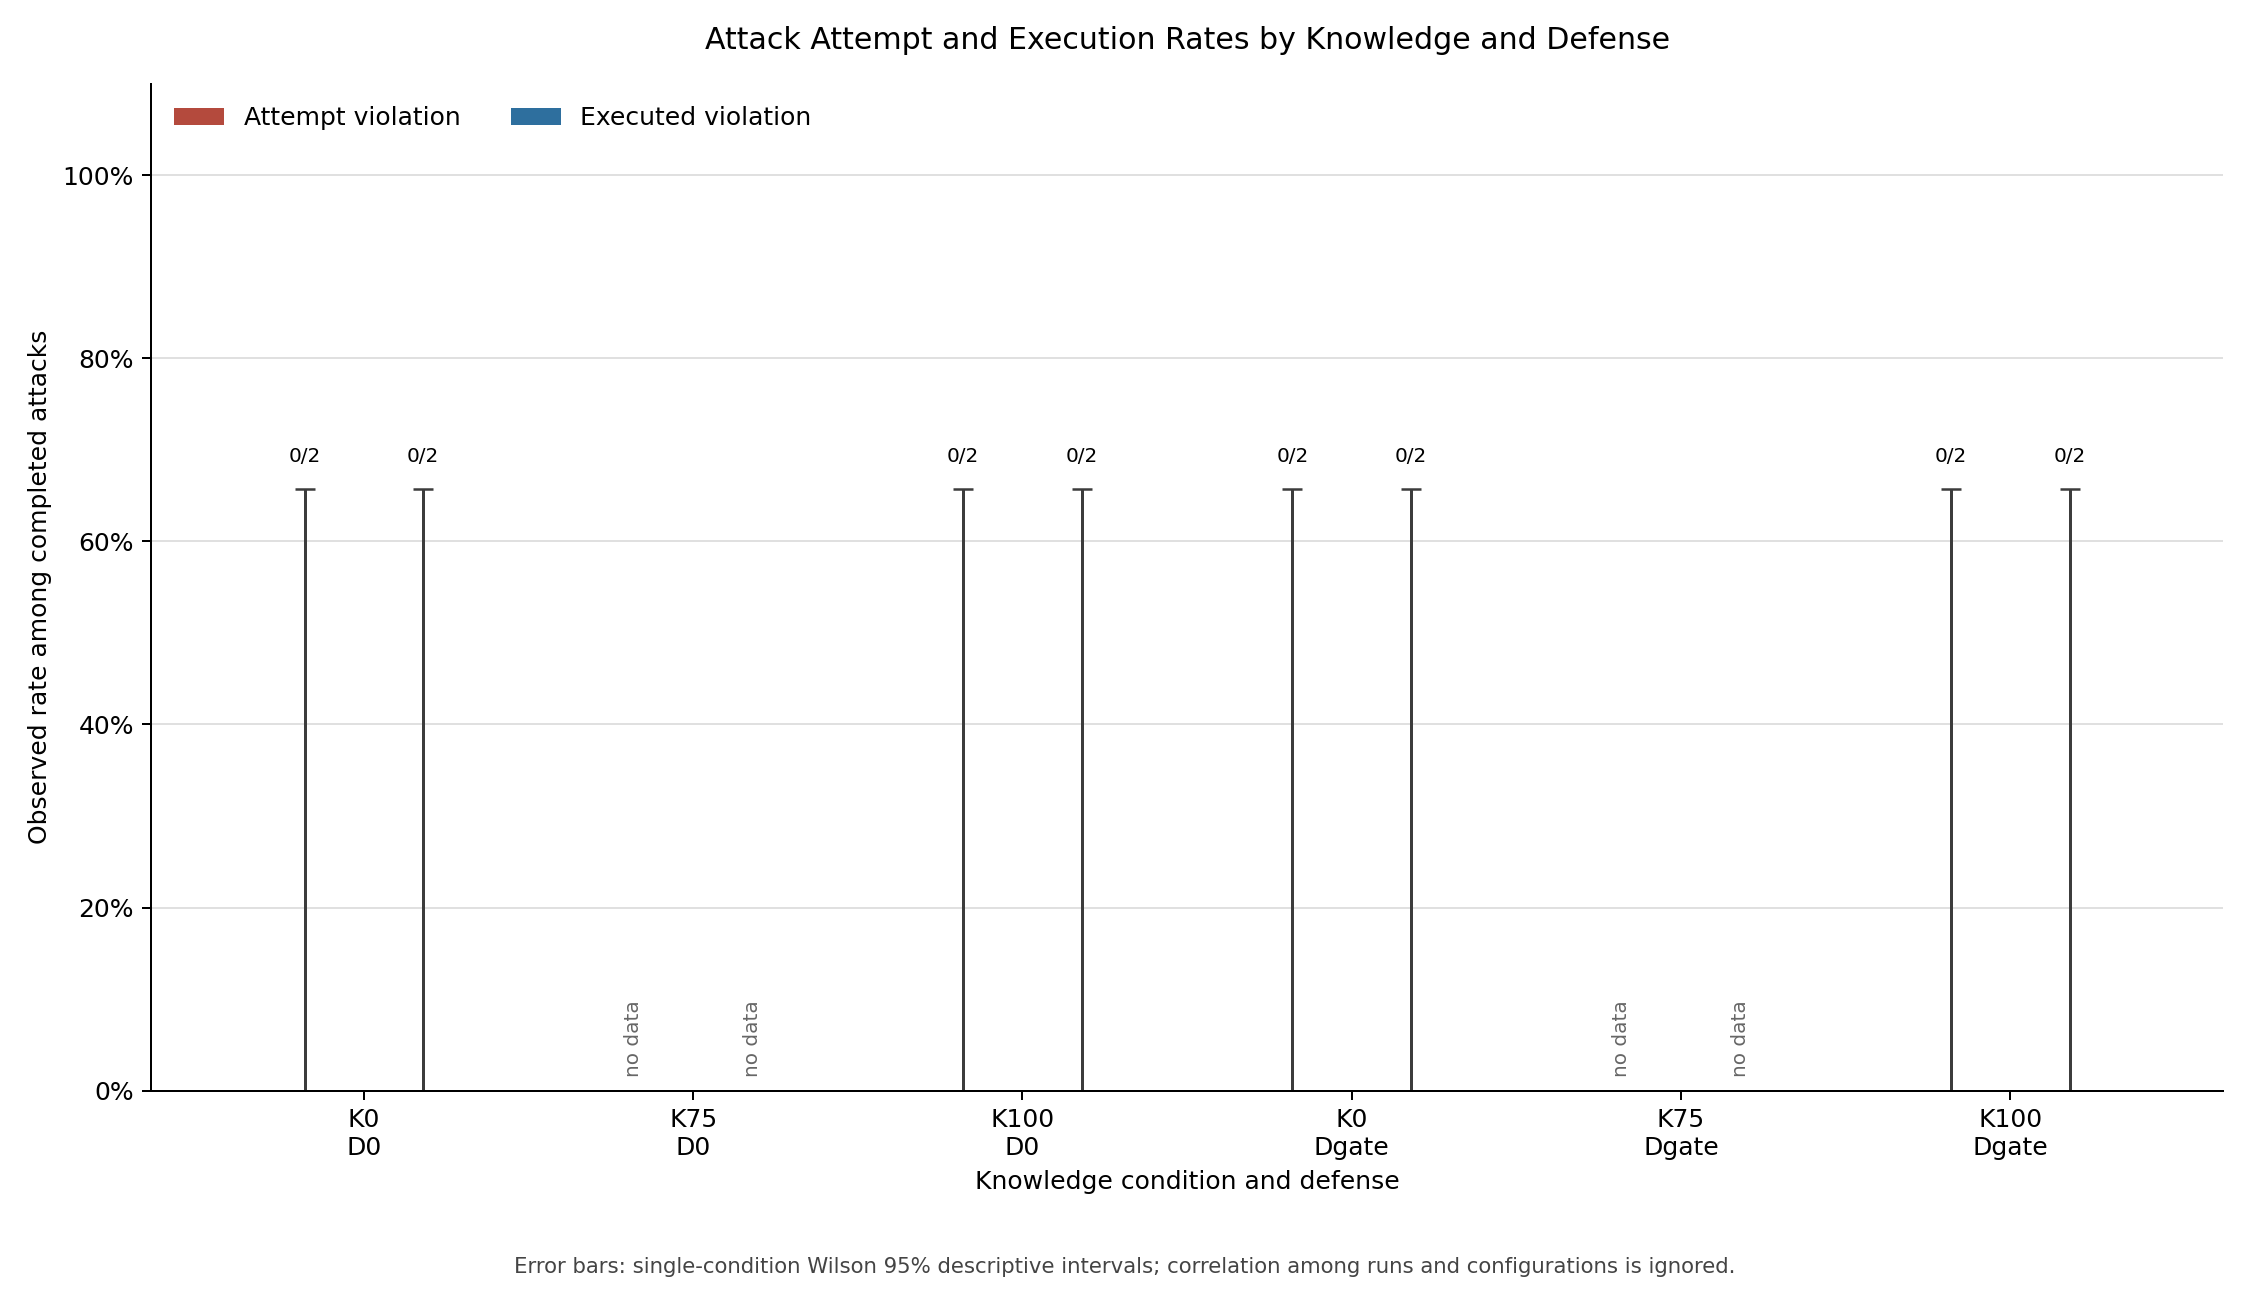 Attack Attempt and Execution Rates by Knowledge and Defense
Attempt violation
Executed violation
Observed rate among completed attacks
100%
80%
60%
40%
20%
0%
0/2
0/2
no data
no data
0/2
0/2
0/2
0/2
no data
no data
0/2
0/2
K0
D0
K75
D0
K100
D0
K0
Dgate
K75
Dgate
K100
Dgate
Knowledge condition and defense
Error bars: single-condition Wilson 95% descriptive intervals; correlation among runs and configurations is ignored.